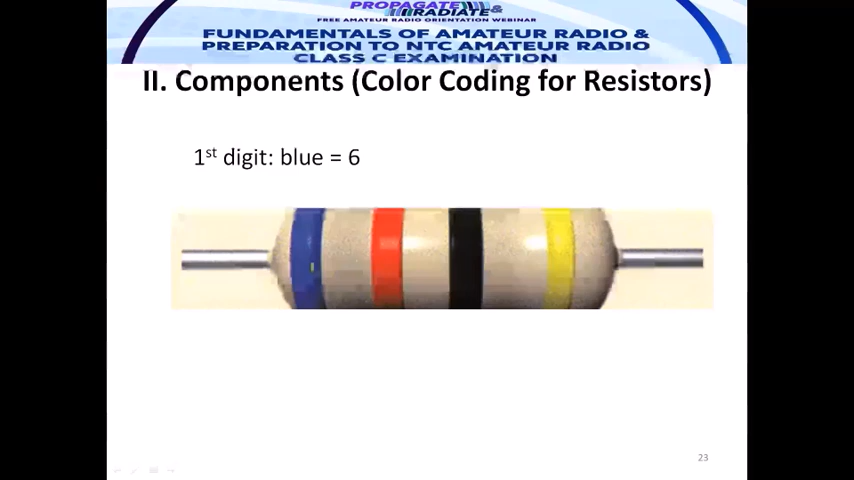 PROPAGATE &
RADIATE
FREE AMATEUR RADIO ORIENTATION WEBINAR
FUNDAMENTALS OF AMATEUR RADIO &
PREPARATION TO NTC AMATEUR RADIO
CLASS C EXAMINATION
II. Components (Color Coding for Resistors)
1st digit: blue = 6
23